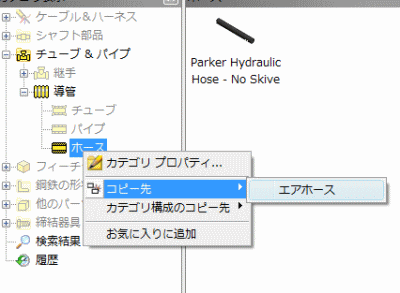 ケーブル&ハーネス
シャフト部品
チューブ & パイプ
継手
導管
チューブ
パイプ
ホース
フィーチ
鋼鉄の形
他のパー
締結器具
検索結果
履歴
Parker Hydraulic
Hose - No Skive
カテゴリ プロパティ...
コピー先
カテゴリ構成のコピー先
お気に入りに追加
エアホース